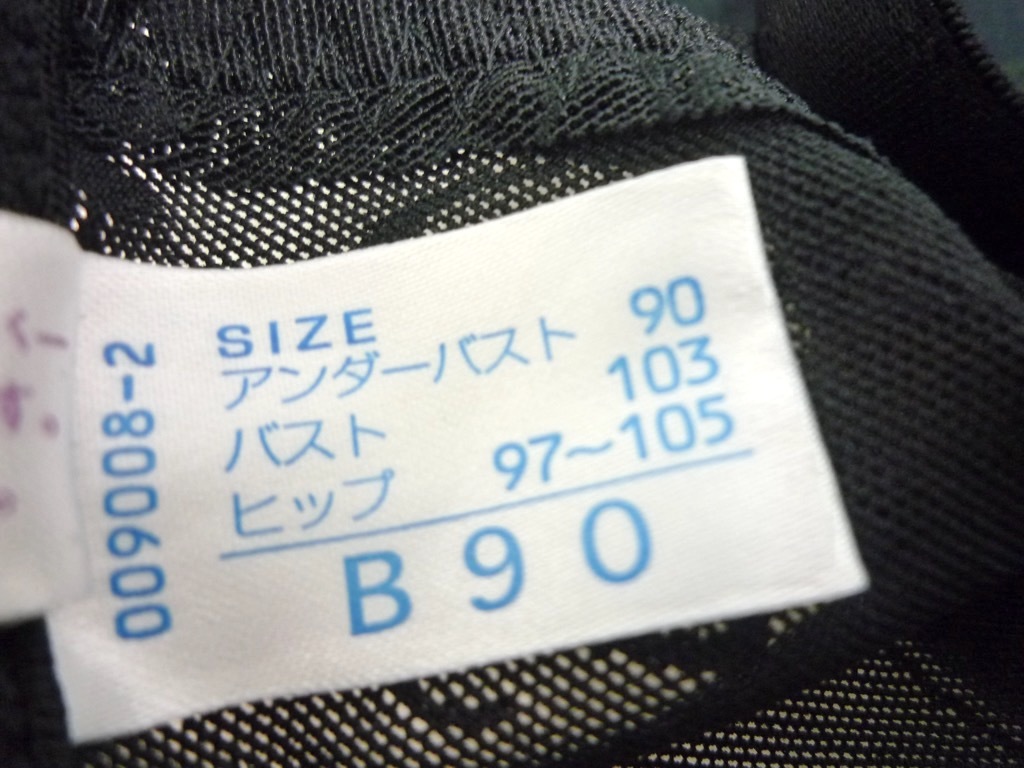 SIZE
アンダーバスト 90
バスト 103
ヒップ 97～105
B90
009008-2
す。